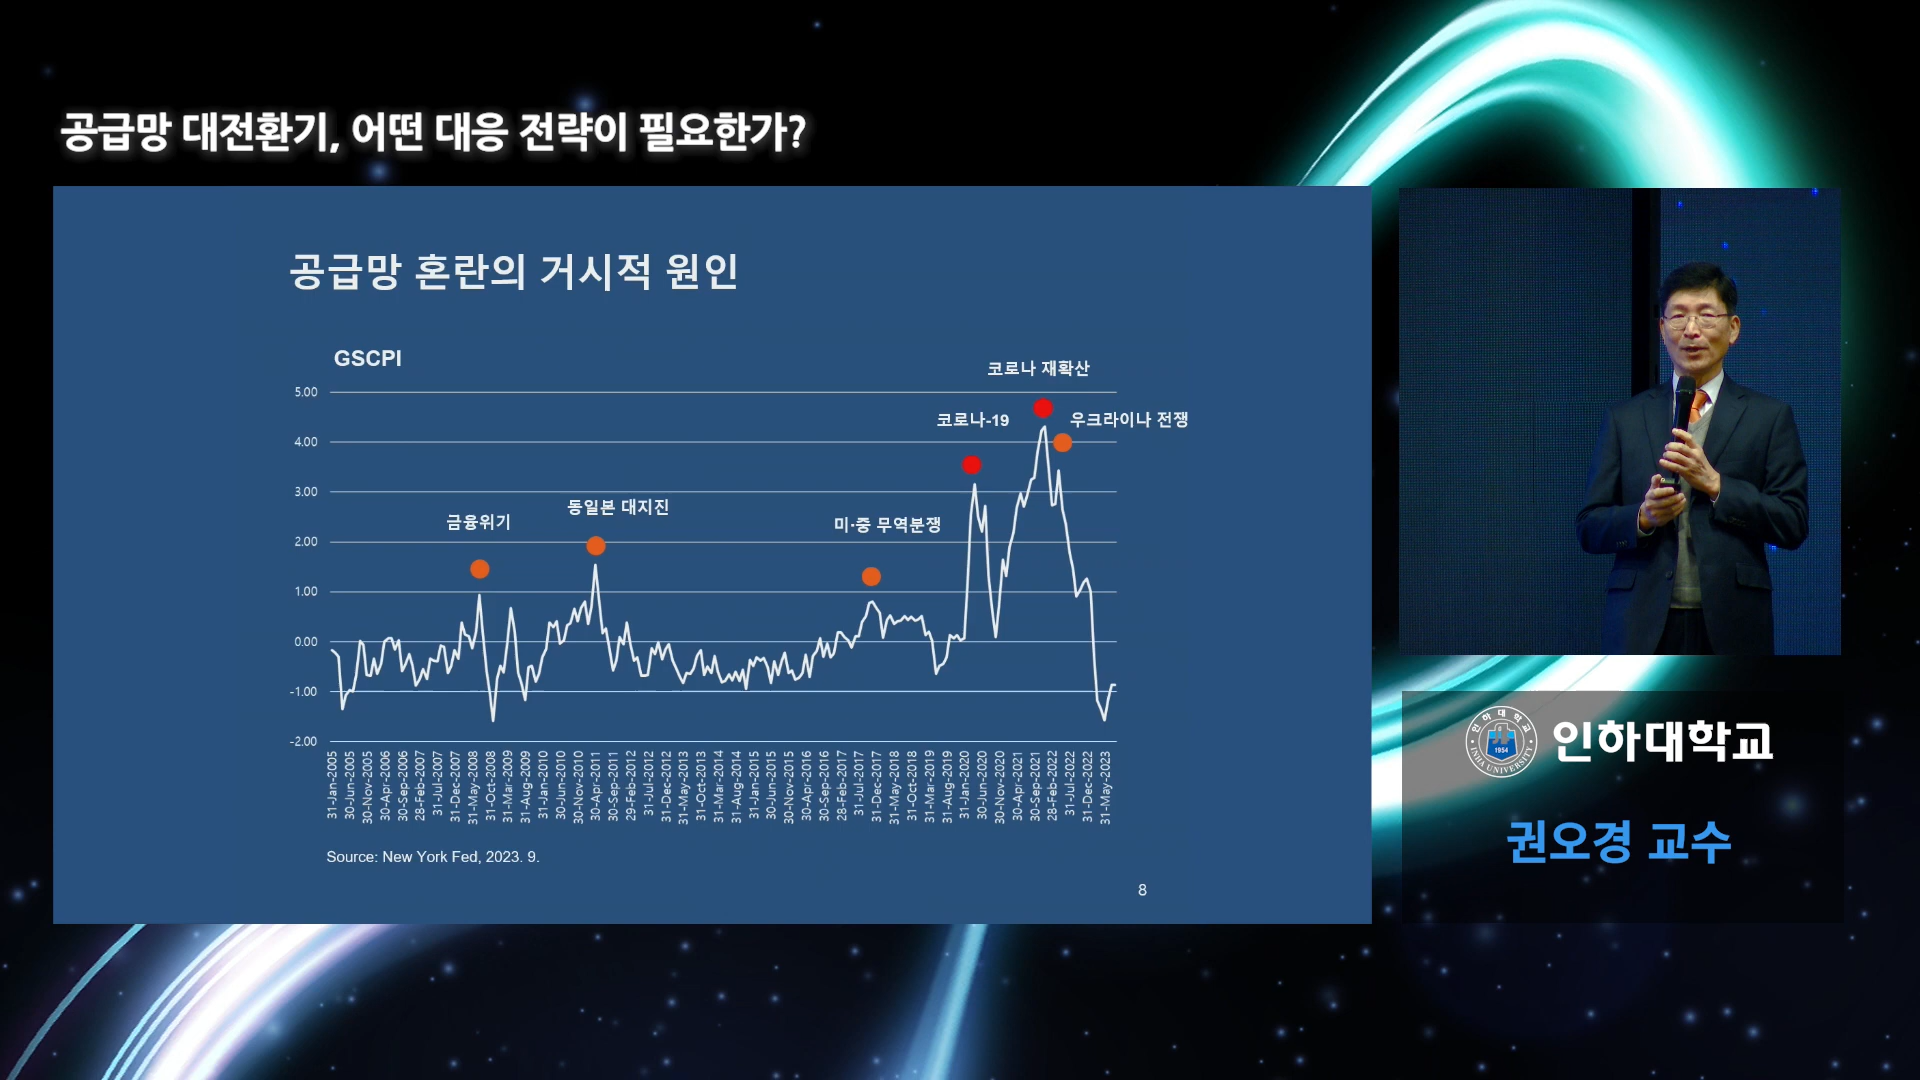 공급망 대전환기, 어떤 대응 전략이 필요한가?
공급망 혼란의 거시적 원인
GSCPI
코로나 재확산
코로나-19
우크라이나 전쟁
금융위기
동일본 대지진
미·중 무역분쟁
5.00
4.00
3.00
2.00
1.00
0.00
-1.00
-2.00
31-Jan-2005
30-Jun-2005
30-Nov-2005
30-Apr-2006
30-Sep-2006
28-Feb-2007
31-Jul-2007
31-Dec-2007
31-May-2008
31-Oct-2008
31-Mar-2009
31-Aug-2009
31-Jan-2010
30-Jun-2010
30-Nov-2010
30-Apr-2011
30-Sep-2011
29-Feb-2012
31-Jul-2012
31-Dec-2012
31-May-2013
31-Oct-2013
31-Mar-2014
31-Aug-2014
31-Jan-2015
30-Jun-2015
30-Nov-2015
30-Apr-2016
30-Sep-2016
28-Feb-2017
31-Jul-2017
31-Dec-2017
31-May-2018
31-Oct-2018
31-Mar-2019
31-Aug-2019
31-Jan-2020
30-Jun-2020
30-Nov-2020
30-Apr-2021
30-Sep-2021
28-Feb-2022
31-Jul-2022
31-Dec-2022
31-May-2023
Source: New York Fed, 2023. 9.
8
인하대학교
1954
INHA UNIVERSITY
인하대학교
권오경 교수